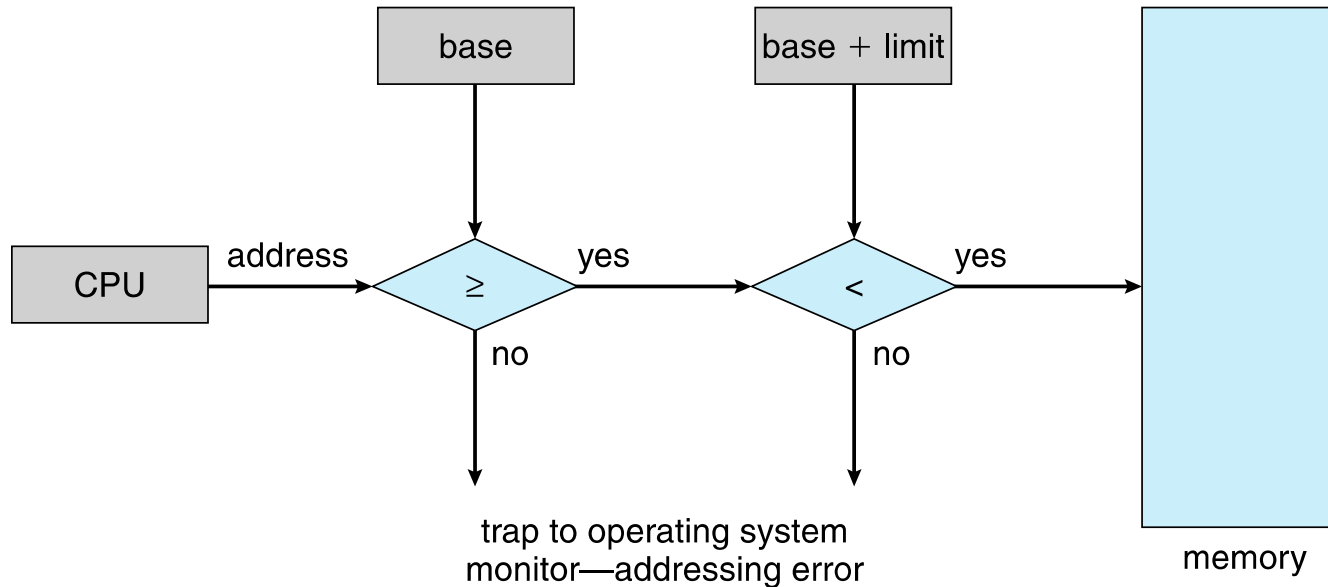 base
base + limit
CPU
address
≥
yes
<
yes
no
no
trap to operating system
monitor—addressing error
memory